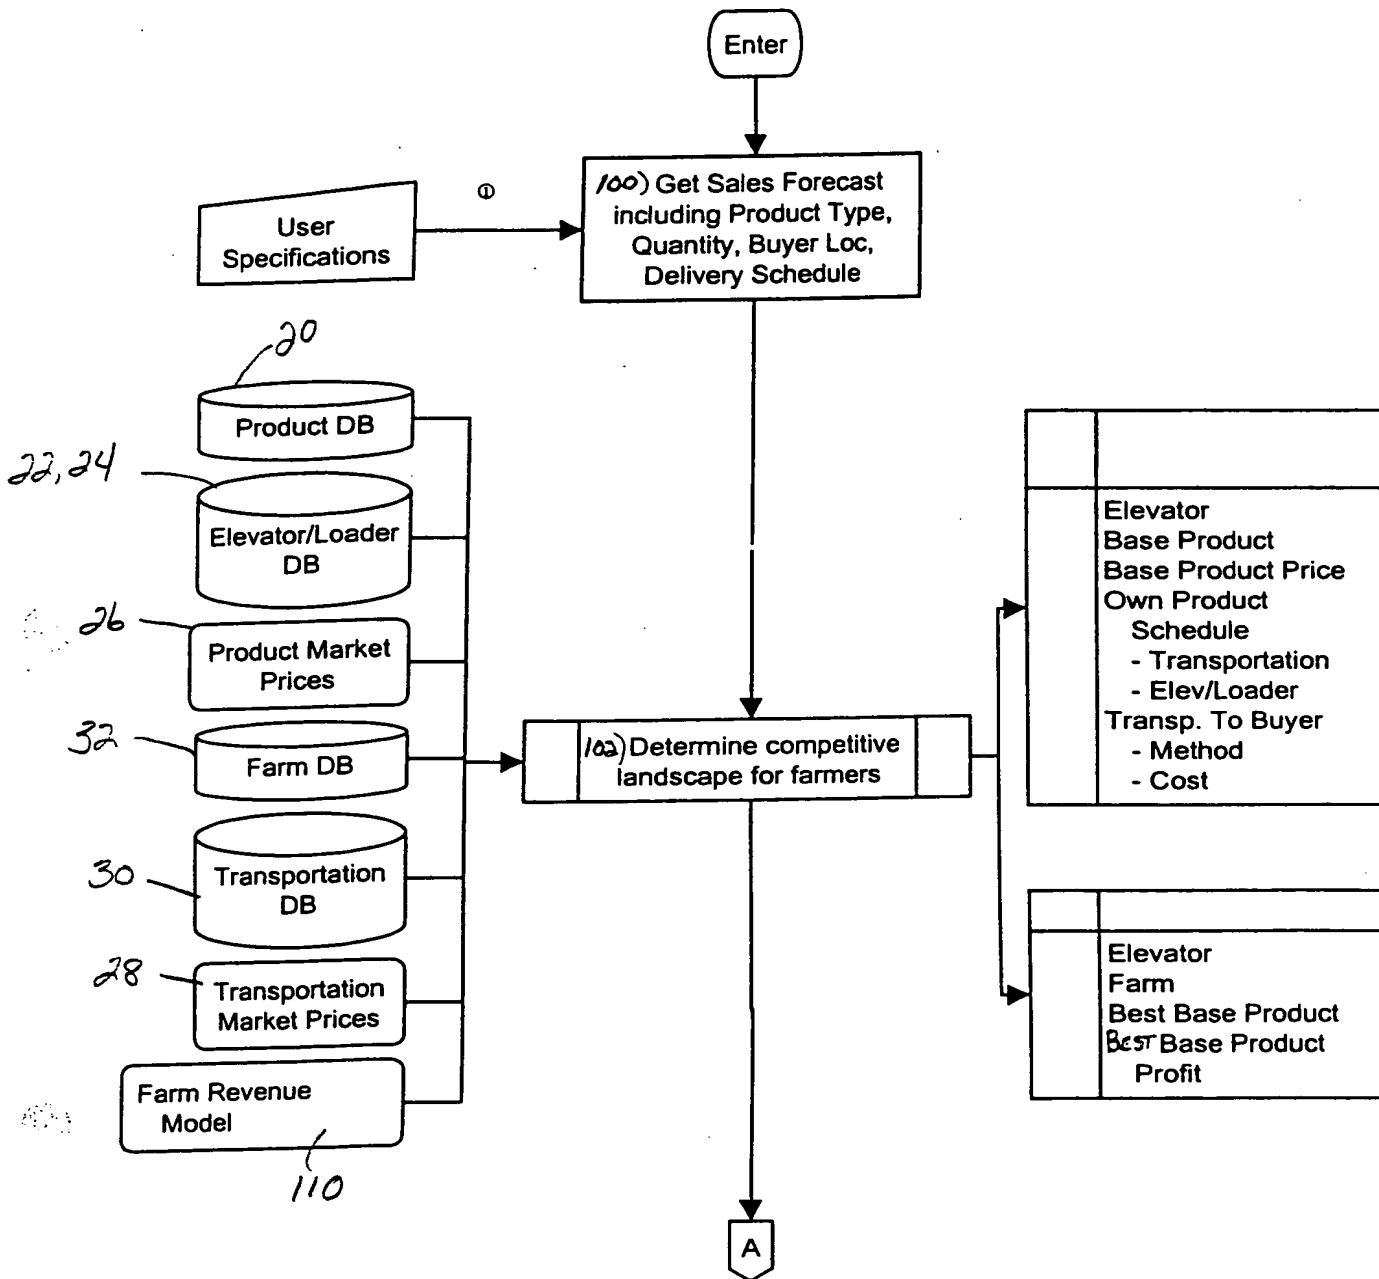 Enter
①
100) Get Sales Forecast
including Product Type,
Quantity, Buyer Loc,
Delivery Schedule
User
Specifications
20
Product DB
22, 24
Elevator/Loader
DB
26
Product Market
Prices
32
Farm DB
30
Transportation
DB
28
Transportation
Market Prices
Farm Revenue
Model
110
102) Determine competitive
landscape for farmers
Elevator
Base Product
Base Product Price
Own Product
Schedule
- Transportation
- Elev/Loader
Transp. To Buyer
- Method
- Cost
Elevator
Farm
Best Base Product
BEST Base Product
Profit
A